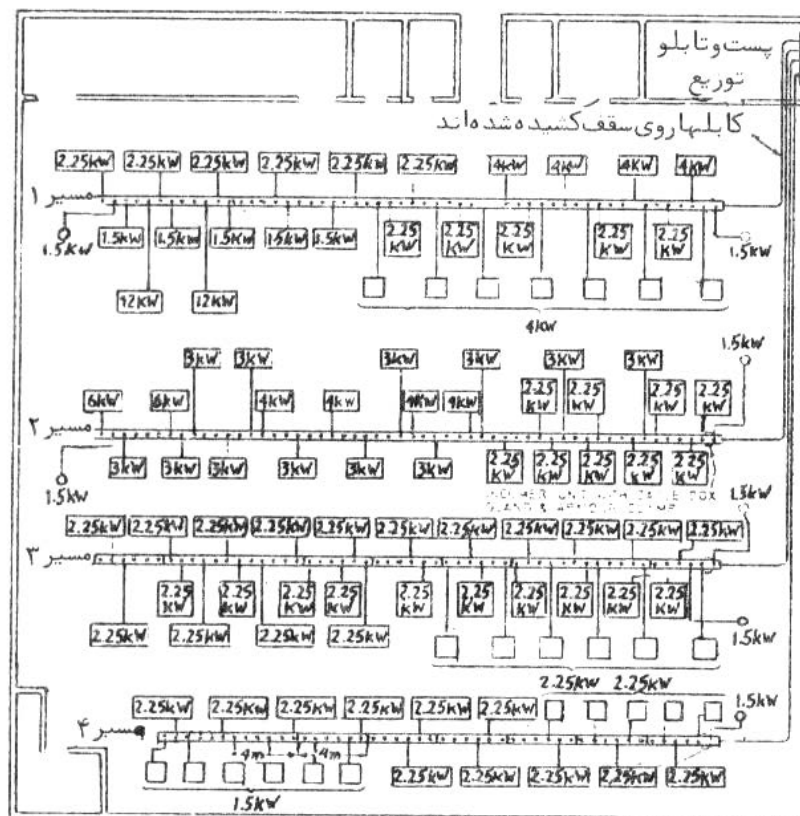 پست و تابلو
توزیع
کابلها روی سقف کشیده شده اند
2.25kW 2.25kW 2.25kW 2.25kW 2.25kW 2.25kW 4KW 4KW 4KW 4KW
مسیر ۱
1.5KW 1.5KW 1.5KW 1.5KW 1.5KW 1.5KW 2.25 KW 2.25 KW 2.25 KW 2.25 KW 2.25 KW 1.5KW
12KW 12KW
4KW
3KW 3KW 3KW 3KW 3KW 3KW 1.5KW
6KW 6KW 4KW 4KW 4KW 4KW 2.25 KW 2.25 KW 2.25 KW 2.25 KW
مسیر ۲
3KW 3KW 3KW 3KW 3KW 3KW 2.25 KW 2.25 KW 2.25 KW 2.25 KW 2.25 KW
1.5KW
1.5KW
2.25KW 2.25KW 2.25KW 2.25KW 2.25KW 2.25KW 2.25KW 2.25KW 2.25KW 2.25KW 2.25KW
مسیر ۳
2.25 KW 2.25 KW 2.25 KW 2.25 KW 2.25 KW 2.25 KW 2.25 KW 2.25 KW 2.25 KW 2.25 KW
2.25KW 2.25KW 2.25KW 2.25KW 1.5KW
2.25KW 2.25KW
2.25KW 2.25KW 2.25KW 2.25KW 2.25KW 2.25KW 1.5KW
مسیر ۴
4m 4m
2.25KW 2.25KW 2.25KW 2.25KW 2.25KW
1.5KW